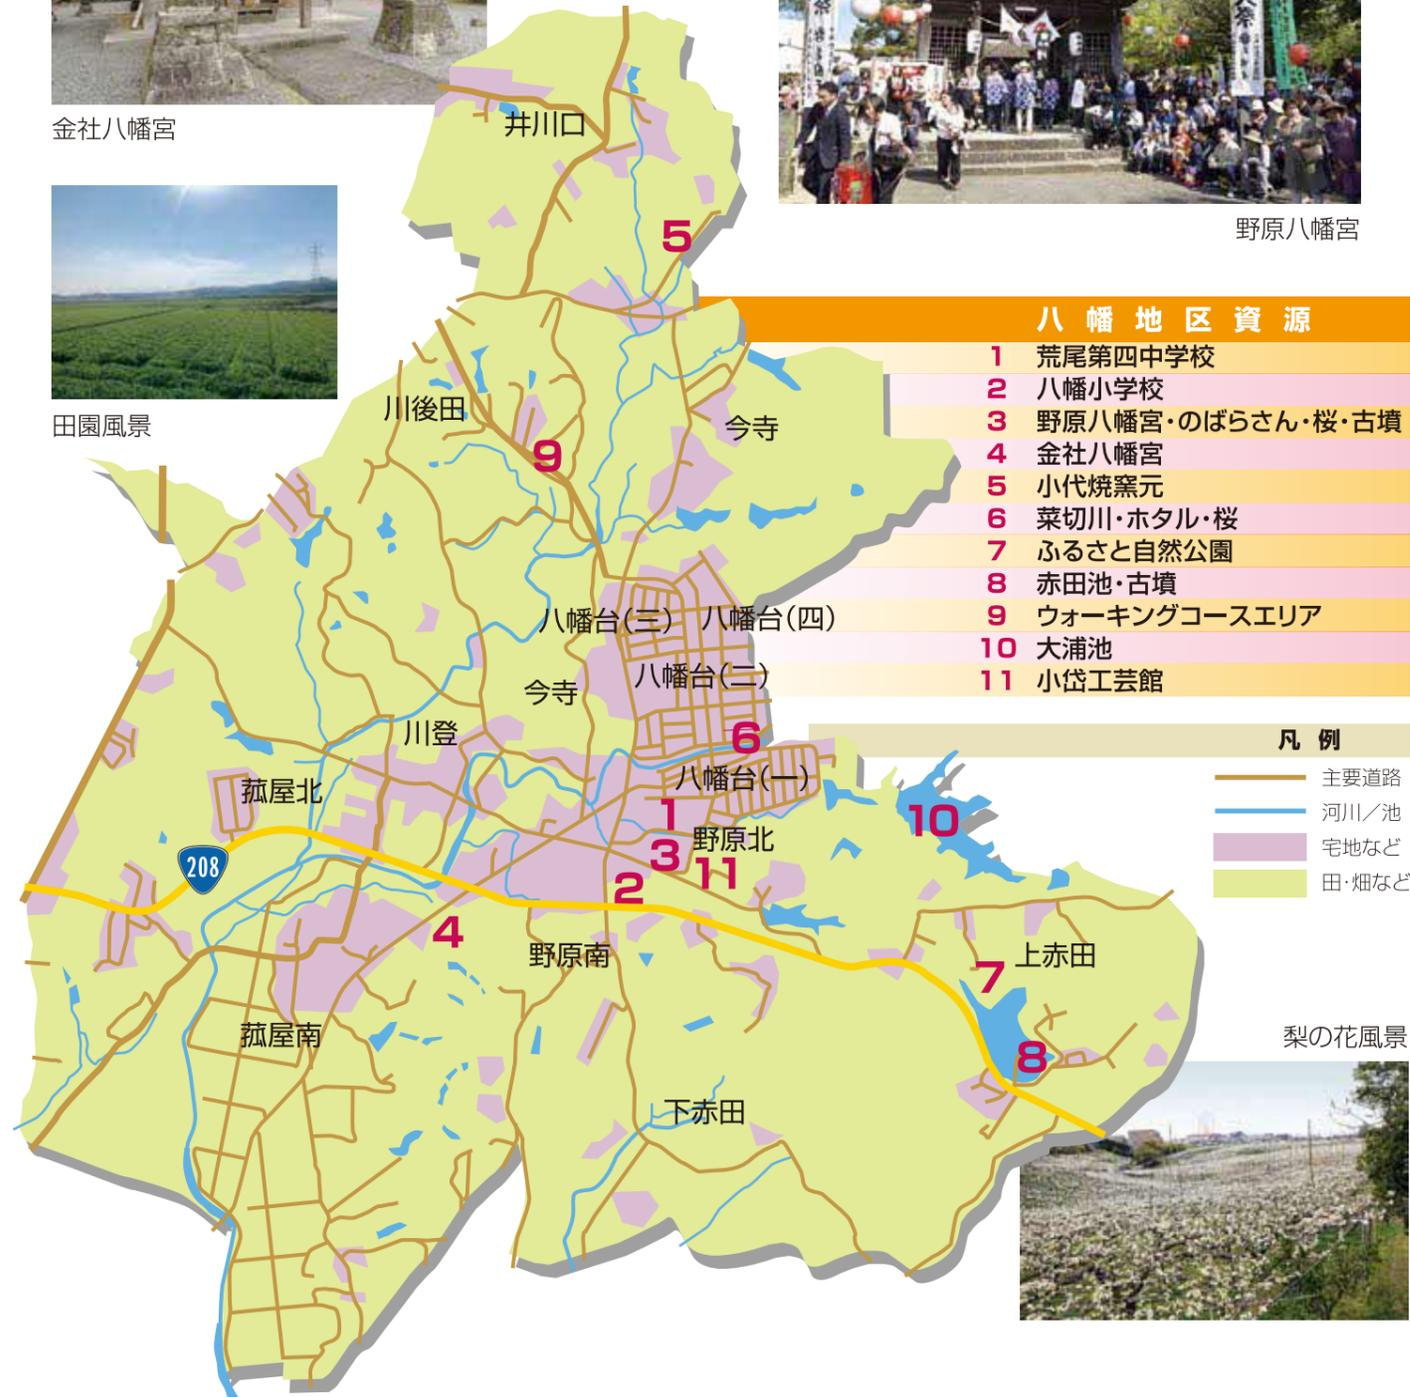 金社八幡宮
野原八幡宮
田園風景
井川口
5
川後田
9
今寺
八幡地区資源
1 荒尾第四中学校
2 八幡小学校
3 野原八幡宮・のばらさん・桜・古墳
4 金社八幡宮
5 小代焼窯元
6 菜切川・ホタル・桜
7 ふるさと自然公園
8 赤田池・古墳
9 ウォーキングコースエリア
10 大浦池
11 小岱工芸館
八幡台(三)
八幡台(四)
八幡台(二)
今寺
川登
6
八幡台(一)
菰屋北
1
野原北
3
11
2
10
208
4
野原南
7
上赤田
8
菰屋南
下赤田
凡例
主要道路
河川／池
宅地など
田・畑など
梨の花風景